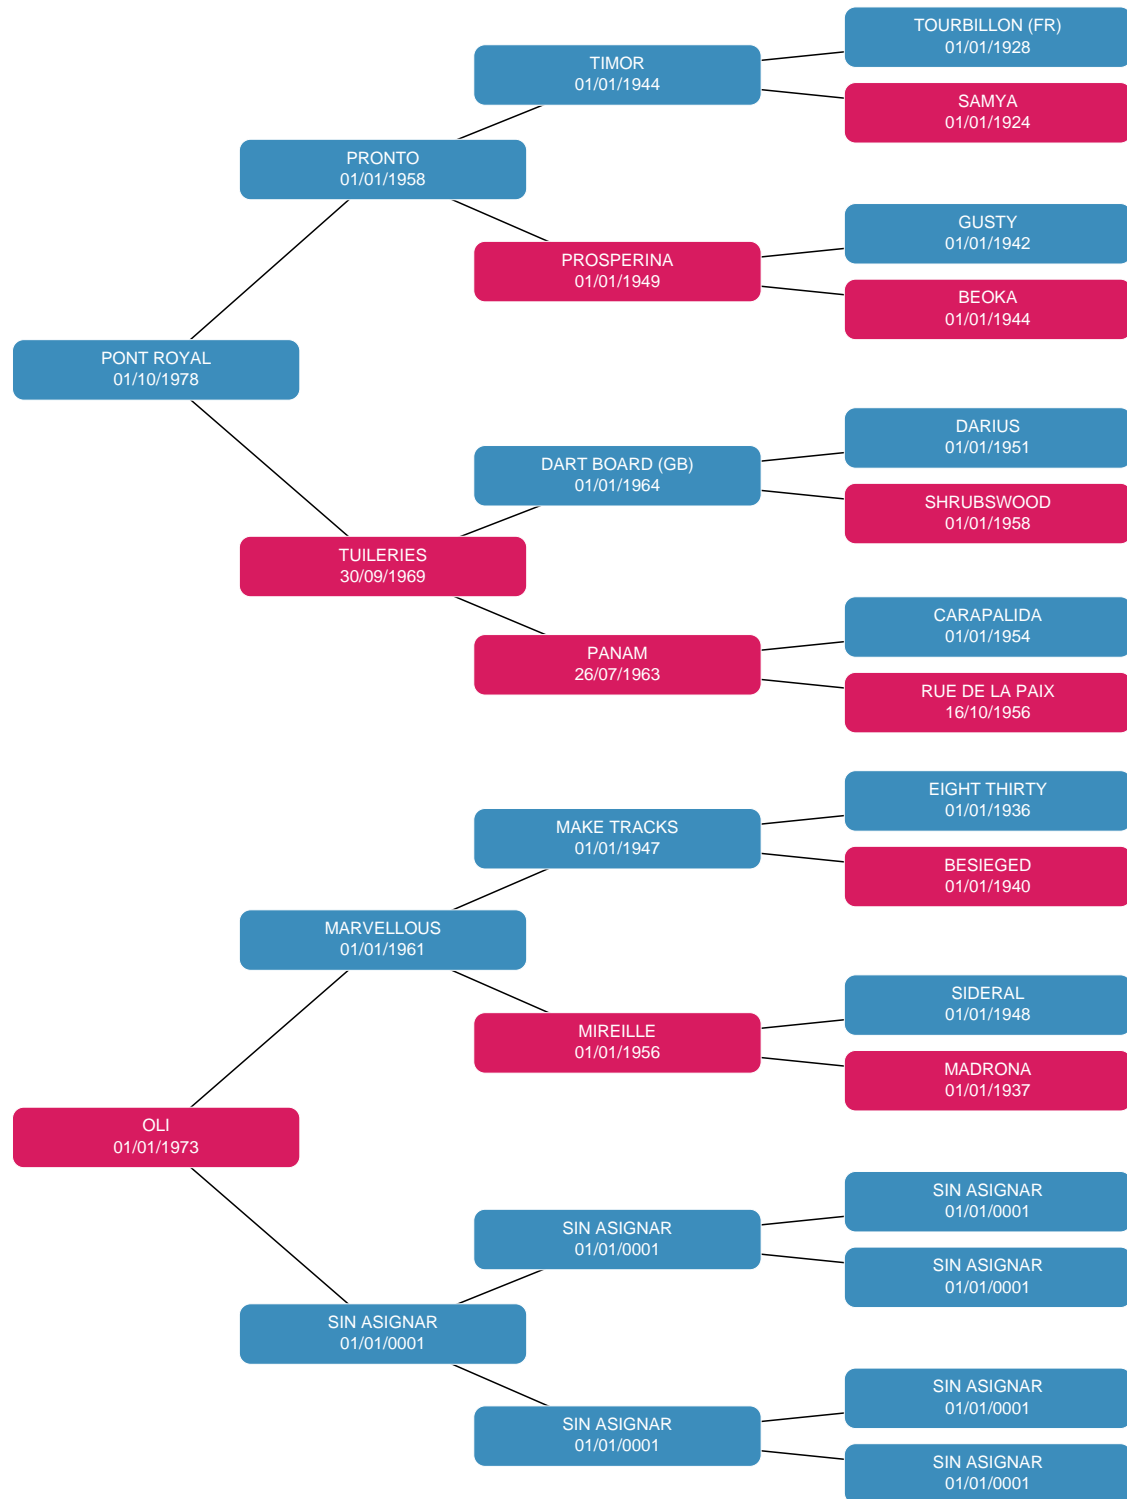 TOURBILLON (FR)
01/01/1928
TIMOR
01/01/1944
SAMYA
01/01/1924
PRONTO
01/01/1958
GUSTY
01/01/1942
PROSPERINA
01/01/1949
BEOKA
01/01/1944
PONT ROYAL
01/10/1978
DARIUS
01/01/1951
DART BOARD (GB)
01/01/1964
SHRUBSWOOD
01/01/1958
TUILERIES
30/09/1969
CARAPALIDA
01/01/1954
PANAM
26/07/1963
RUE DE LA PAIX
16/10/1956
EIGHT THIRTY
01/01/1936
MAKE TRACKS
01/01/1947
BESIEGED
01/01/1940
MARVELLOUS
01/01/1961
SIDERAL
01/01/1948
MIREILLE
01/01/1956
MADRONA
01/01/1937
OLI
01/01/1973
SIN ASIGNAR
01/01/0001
SIN ASIGNAR
01/01/0001
SIN ASIGNAR
01/01/0001
SIN ASIGNAR
01/01/0001
SIN ASIGNAR
01/01/0001
SIN ASIGNAR
01/01/0001
SIN ASIGNAR
01/01/0001